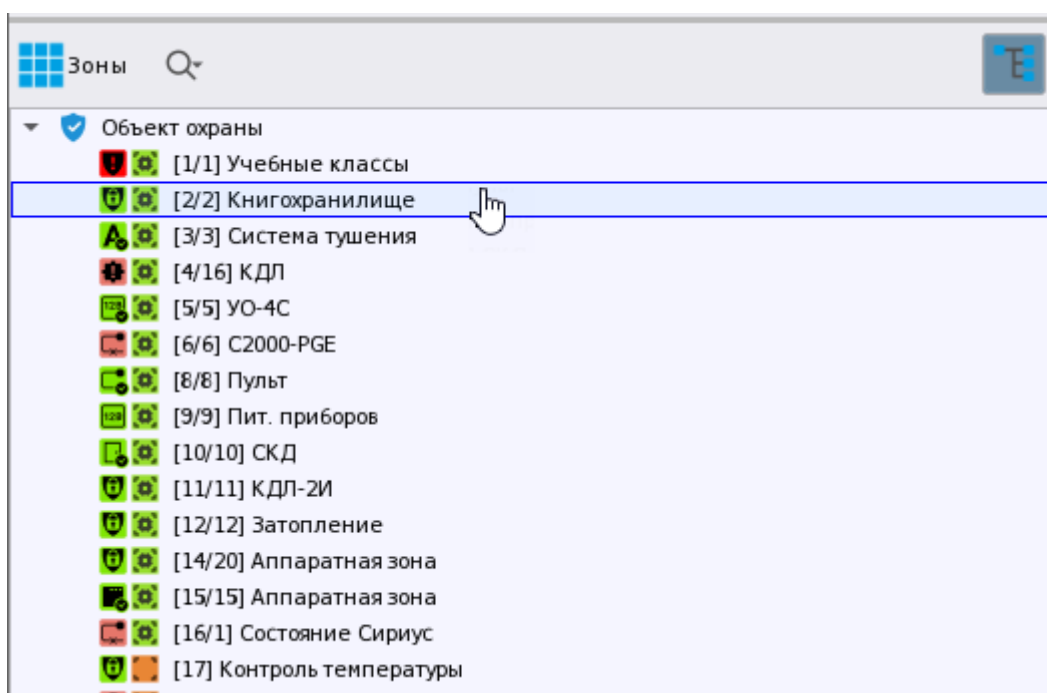 Зоны
Объект охраны
[1/1] Учебные классы
[2/2] Книгохранилище
[3/3] Система тушения
[4/16] КДЛ
[5/5] УО-4С
[6/6] С2000-PGE
[8/8] Пульт
[9/9] Пит. приборов
[10/10] СКД
[11/11] КДЛ-2И
[12/12] Затопление
[14/20] Аппаратная зона
[15/15] Аппаратная зона
[16/1] Состояние Сириус
[17] Контроль температуры